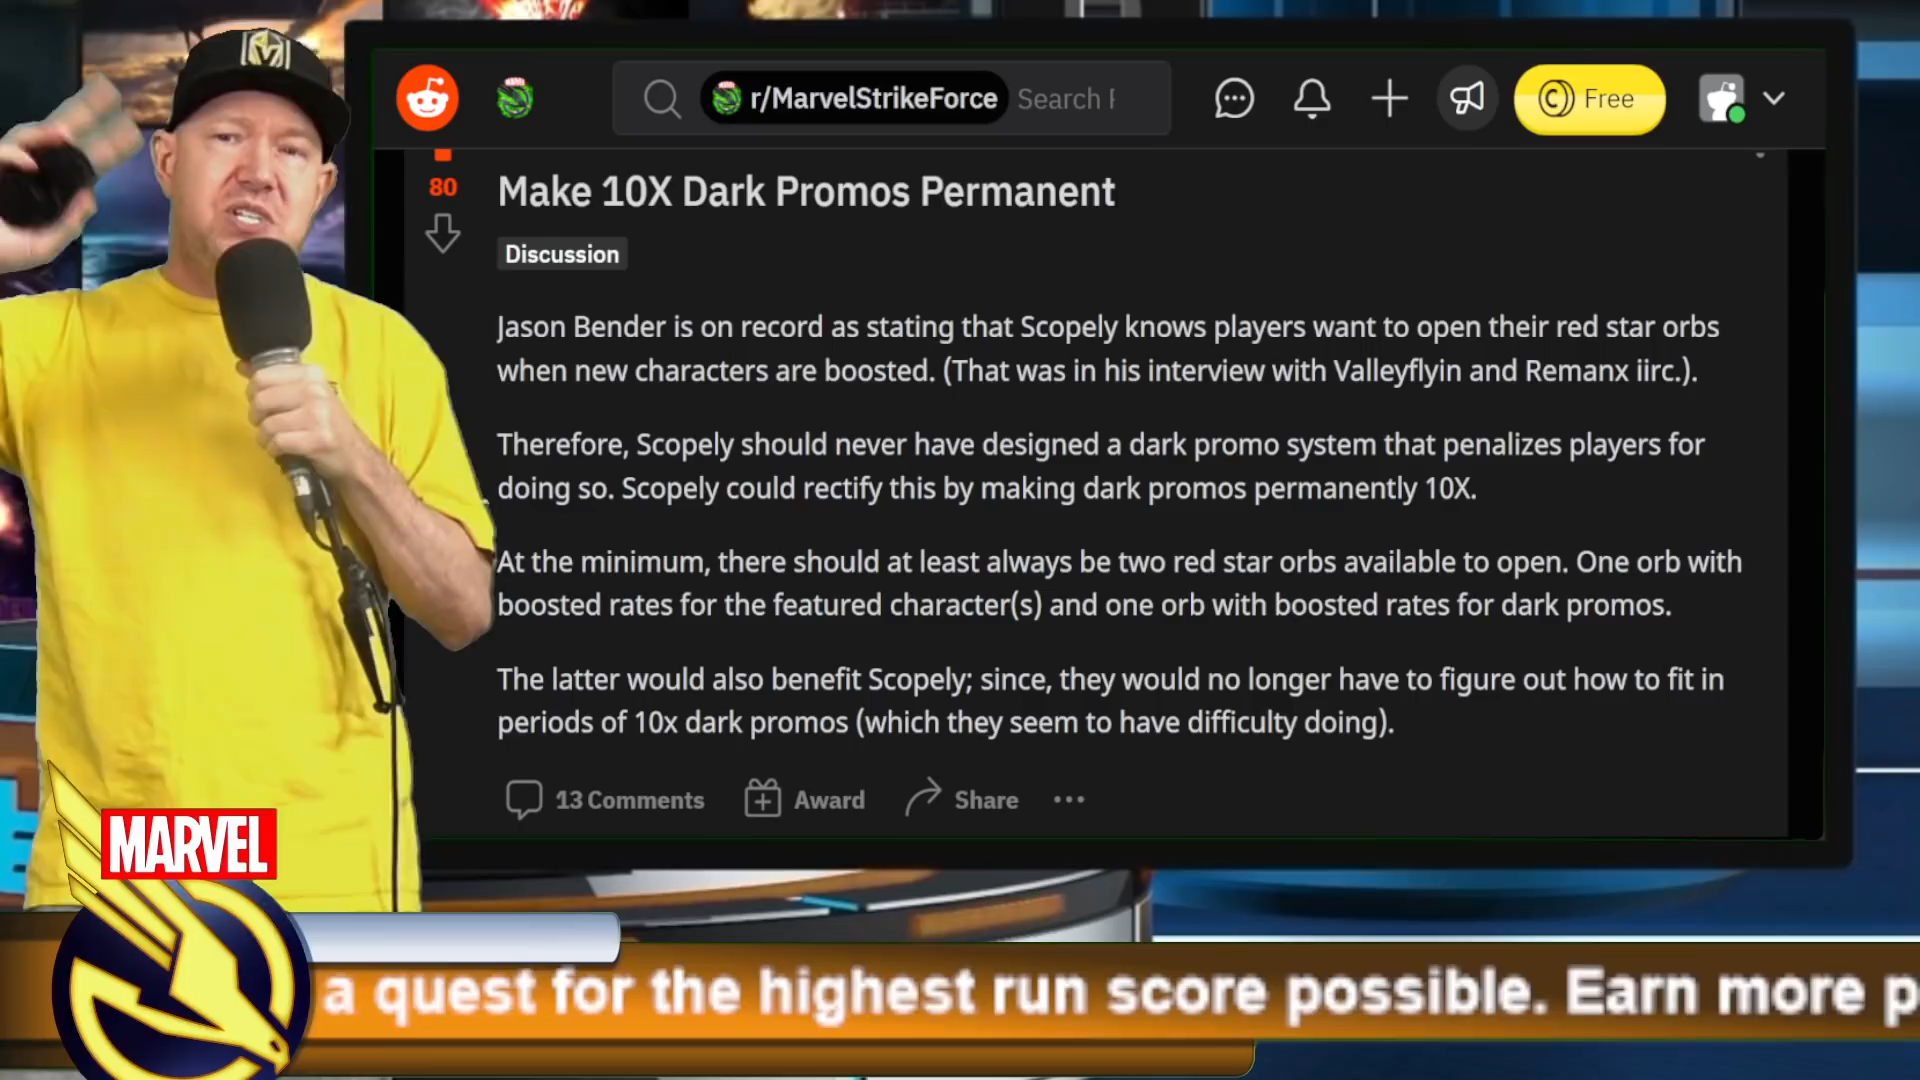 r/MarvelStrikeForce Search
Free
80
Make 10X Dark Promos Permanent
Discussion
Jason Bender is on record as stating that Scopely knows players want to open their red star orbs
when new characters are boosted. (That was in his interview with Valleyflyin and Remanx iirc.).
Therefore, Scopely should never have designed a dark promo system that penalizes players for
doing so. Scopely could rectify this by making dark promos permanently 10X.
At the minimum, there should at least always be two red star orbs available to open. One orb with
boosted rates for the featured character(s) and one orb with boosted rates for dark promos.
The latter would also benefit Scopely; since, they would no longer have to figure out how to fit in
periods of 10x dark promos (which they seem to have difficulty doing).
13 Comments Award Share
MARVEL
a quest for the highest run score possible. Earn more p